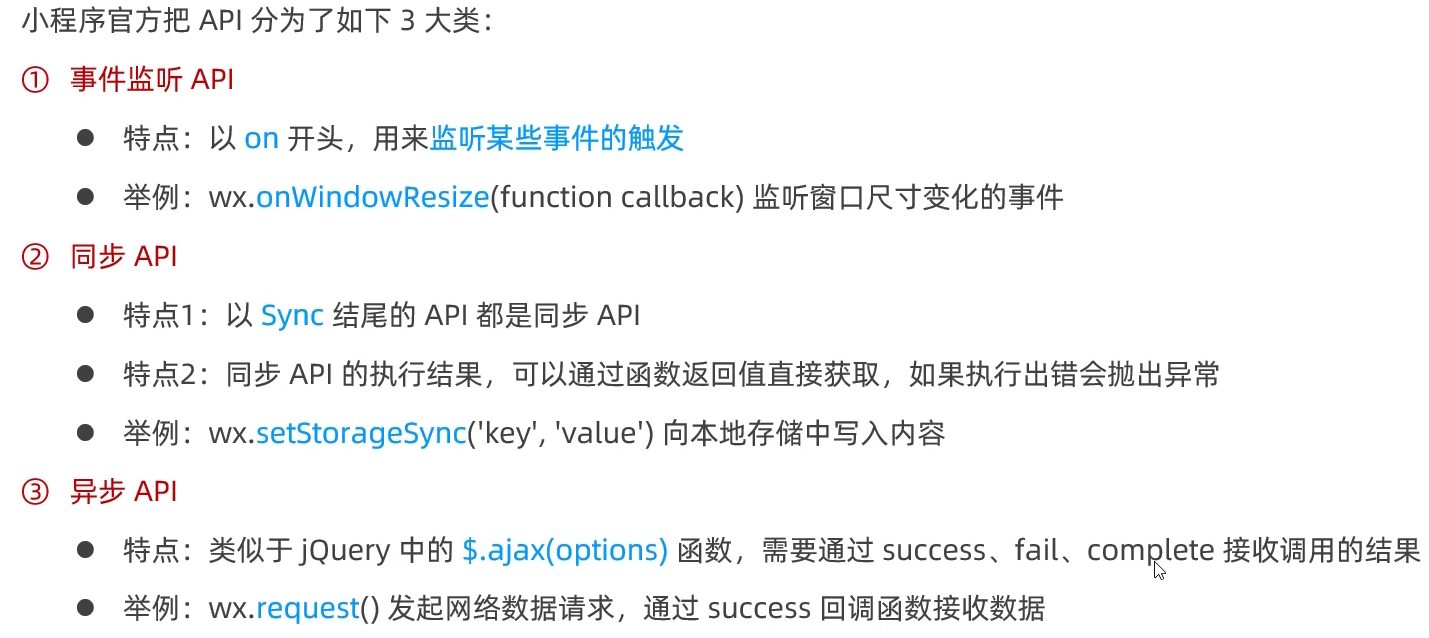 小程序官方把 API 分为了如下 3 大类：
① 事件监听 API
● 特点：以 on 开头，用来监听某些事件的触发
● 举例：wx.onWindowResize(function callback) 监听窗口尺寸变化的事件
② 同步 API
● 特点1：以 Sync 结尾的 API 都是同步 API
● 特点2：同步 API 的执行结果，可以通过函数返回值直接获取，如果执行出错会抛出异常
● 举例：wx.setStorageSync('key', 'value') 向本地存储中写入内容
③ 异步 API
● 特点：类似于 jQuery 中的 $.ajax(options) 函数，需要通过 success、fail、complete 接收调用的结果
● 举例：wx.request() 发起网络数据请求，通过 success 回调函数接收数据